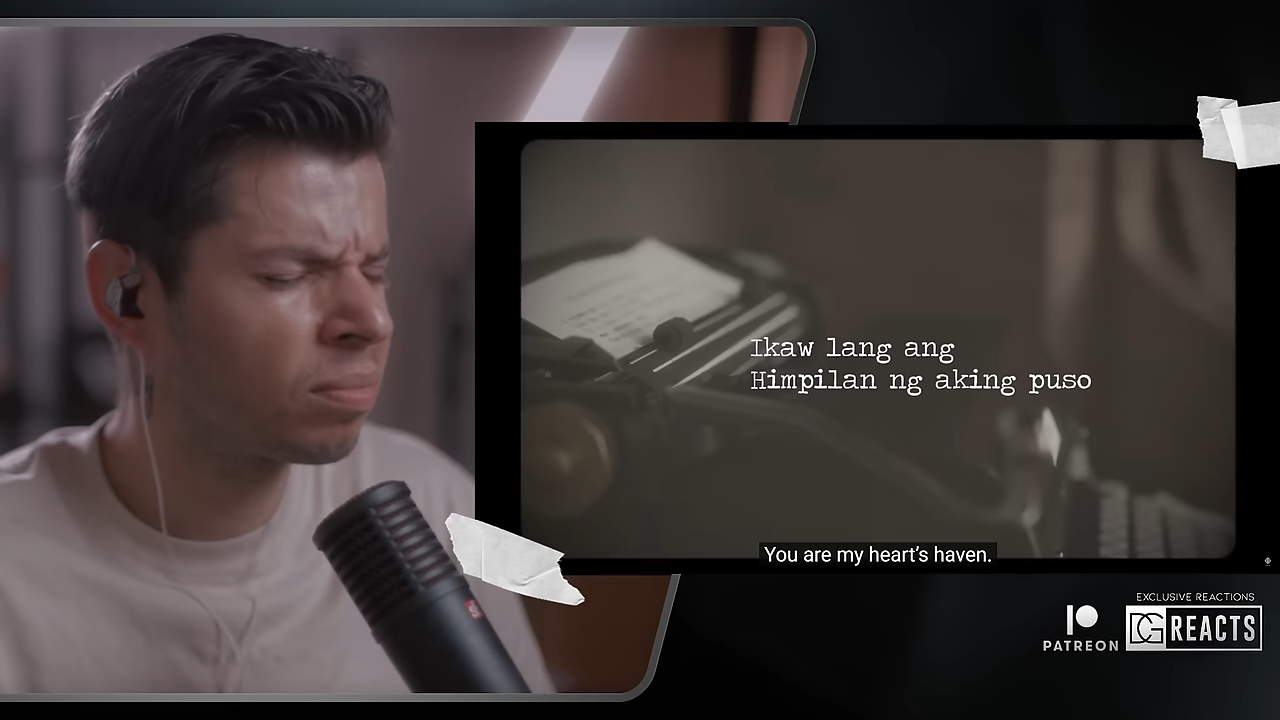 Ikaw lang ang
Himpilan ng aking puso
You are my heart’s haven.
EXCLUSIVE REACTIONS
PATREON
DG REACTS